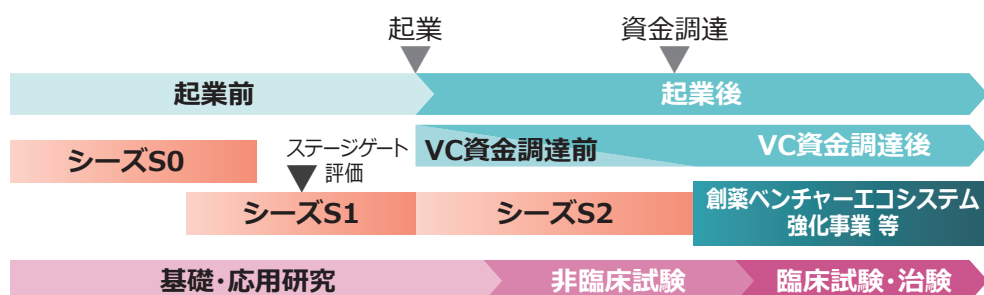 起業
資金調達
起業前
起業後
シーズS0
ステージゲート
評価
VC資金調達前
VC資金調達後
シーズS1
シーズS2
創薬ベンチャーエコシステム
強化事業 等
基礎・応用研究
非臨床試験
臨床試験・治験